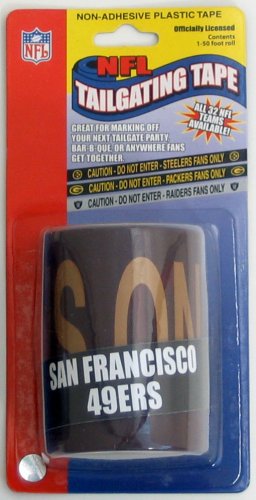 NON-ADHESIVE PLASTIC TAPE
NFL
Officially Licensed
Contents
1-50 foot roll
NFL
TAILGATING TAPE
GREAT FOR MARKING OFF
YOUR NEXT TAILGATE PARTY,
BAR-B-QUE, OR ANYWHERE FANS
GET TOGETHER.
ALL 32 NFL
TEAMS
AVAILABLE!
CAUTION - DO NOT ENTER - STEELERS FANS ONLY
CAUTION - DO NOT ENTER - PACKERS FANS ONLY
CAUTION - DO NOT ENTER - RAIDERS FANS ONLY
S ON
SAN FRANCISCO
49ERS